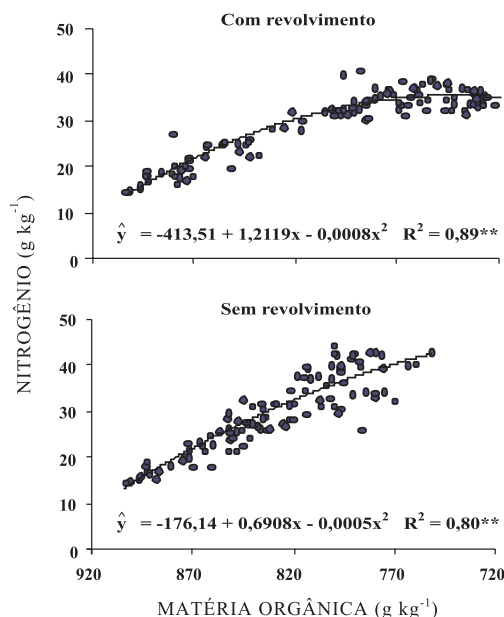 Com revolvimento
50
40
30
20
10
0
ŷ = -413,51 + 1,2119x - 0,0008x² R² = 0,89**
NITROGÊNIO (g kg⁻¹)
Sem revolvimento
50
40
30
20
10
0
ŷ = -176,14 + 0,6908x - 0,0005x² R² = 0,80**
920 870 820 770 720
MATÉRIA ORGÂNICA (g kg⁻¹)